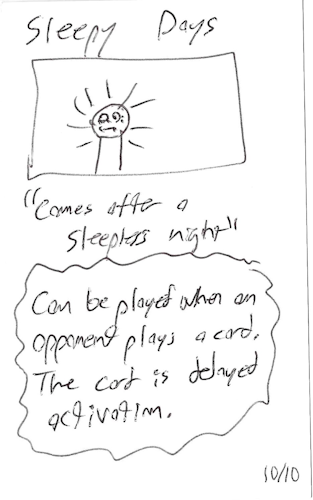 Sleepy Days
"Comes after a
sleepless night"
Can be played when an
opponent plays a card.
The card is delayed
activation.
10/10